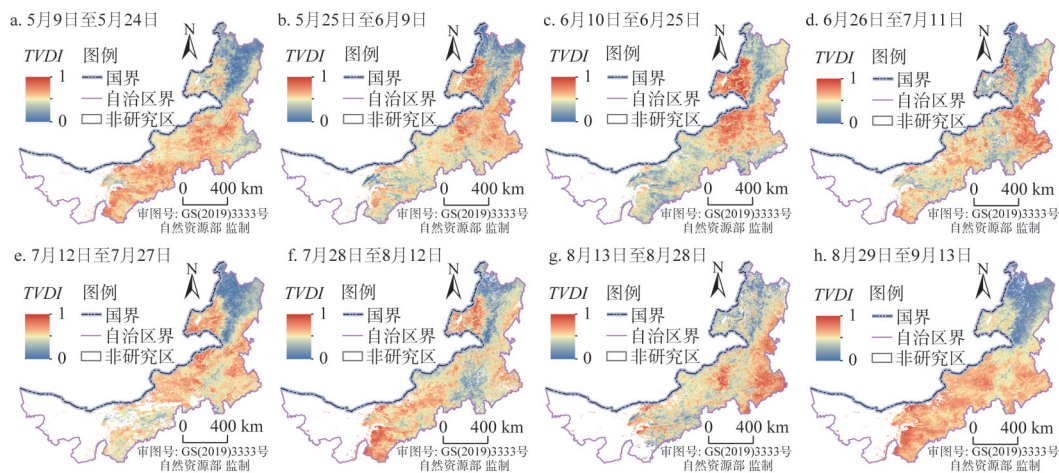 a. 5月9日至5月24日
N
TVDI 图例
1
国界
自治区界
0
非研究区
0 400 km
审图号: GS(2019)3333号
自然资源部 监制
b. 5月25日至6月9日
N
TVDI 图例
1
国界
自治区界
0
非研究区
0 400 km
审图号: GS(2019)3333号
自然资源部 监制
c. 6月10日至6月25日
N
TVDI 图例
1
国界
自治区界
0
非研究区
0 400 km
审图号: GS(2019)3333号
自然资源部 监制
d. 6月26日至7月11日
N
TVDI 图例
1
国界
自治区界
0
非研究区
0 400 km
审图号: GS(2019)3333号
自然资源部 监制
e. 7月12日至7月27日
N
TVDI 图例
1
国界
自治区界
0
非研究区
0 400 km
审图号: GS(2019)3333号
自然资源部 监制
f. 7月28日至8月12日
N
TVDI 图例
1
国界
自治区界
0
非研究区
0 400 km
审图号: GS(2019)3333号
自然资源部 监制
g. 8月13日至8月28日
N
TVDI 图例
1
国界
自治区界
0
非研究区
0 400 km
审图号: GS(2019)3333号
自然资源部 监制
h. 8月29日至9月13日
N
TVDI 图例
1
国界
自治区界
0
非研究区
0 400 km
审图号: GS(2019)3333号
自然资源部 监制